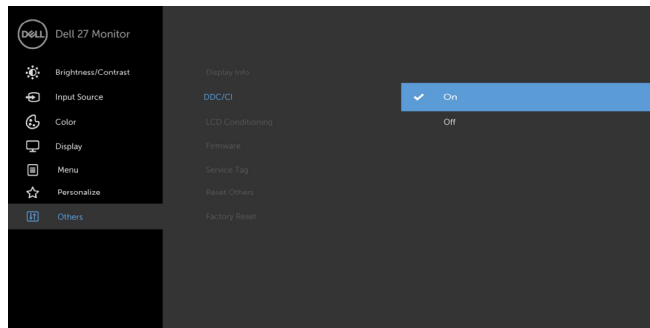 DELL Dell 27 Monitor
Brightness/Contrast
Input Source
Color
Display
Menu
Personalize
Others
Display Info
DDC/CI
LCD Conditioning
Firmware
Service Tag
Reset Others
Factory Reset
On
Off